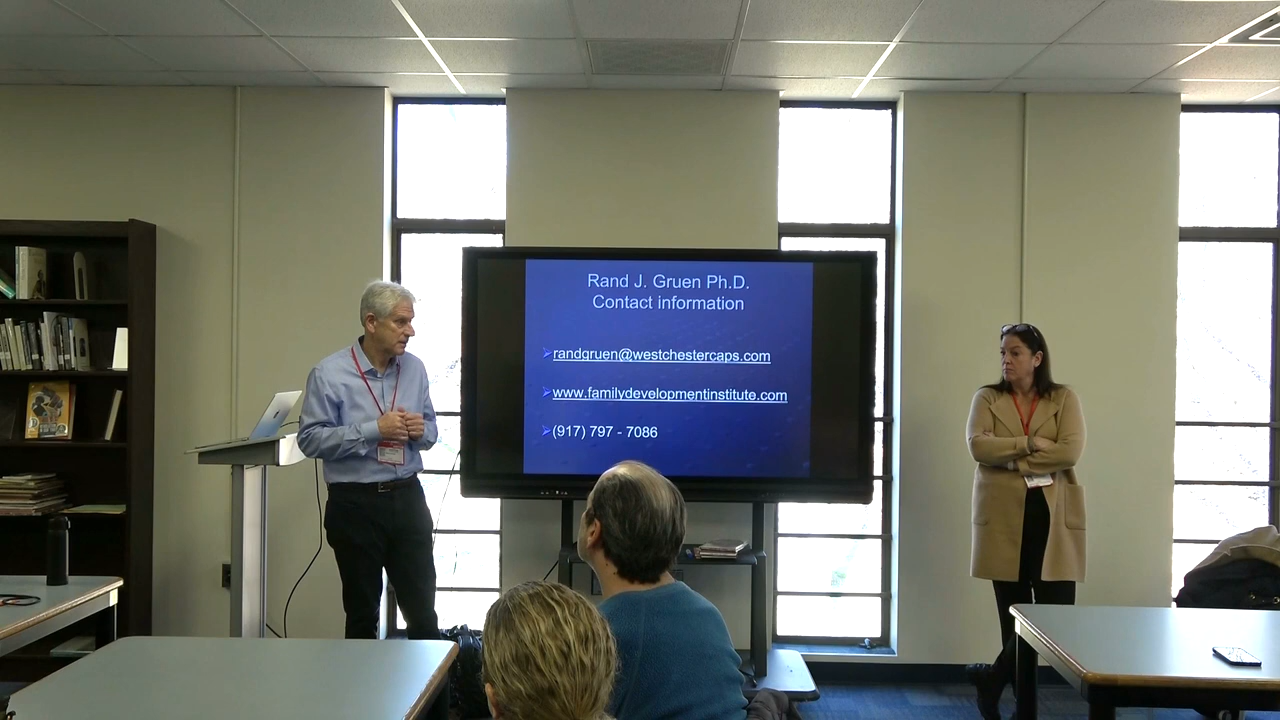 Rand J. Gruen Ph.D.
Contact information
randgruen@westchestercaps.com
www.familydevelopmentinstitute.com
(917) 797 - 7086